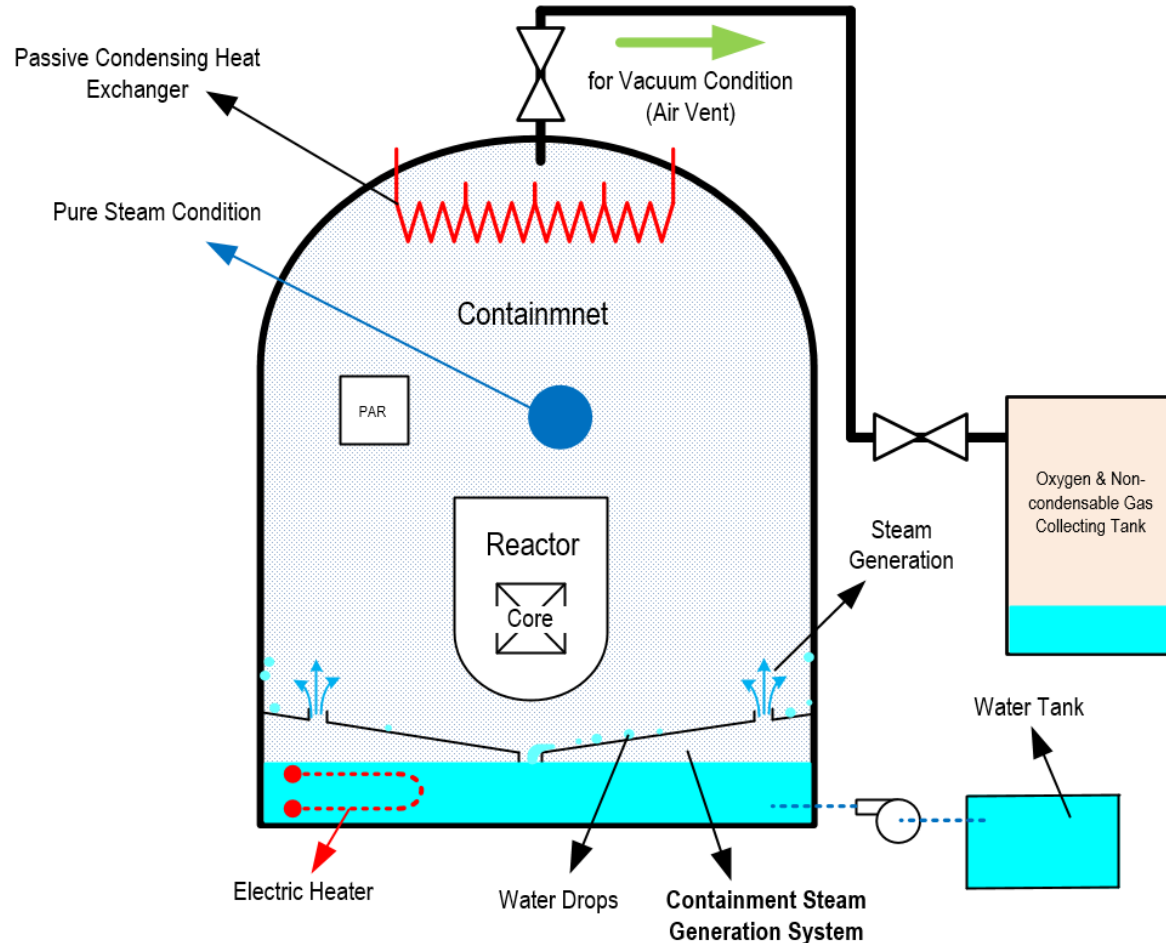 Passive Condensing Heat
Exchanger
for Vacuum Condition
(Air Vent)
Pure Steam Condition
Containmnet
PAR
Reactor
Core
Steam
Generation
Oxygen & Non-
condensable Gas
Collecting Tank
Water Tank
Electric Heater
Water Drops
Containment Steam
Generation System